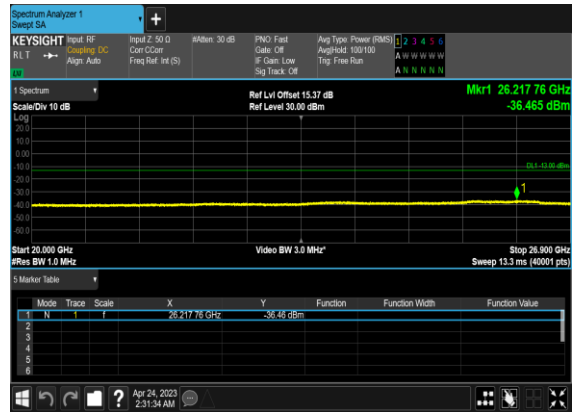 Spectrum Analyzer 1
Swept SA
+
KEYSIGHT Input: RF Input Z: 50 Ω #Atten: 30 dB PNO: Fast Avg Type: Power (RMS) 1 2 3 4 5 6
RLT Coupling: DC Corr CCorr Gate: Off Avg|Hold: 100/100 A W W W W W
Align: Auto Freq Ref: Int (S) IF Gain: Low Trig: Free Run A N N N N N
Sig Track: Off
1 Spectrum Ref Lvl Offset 15.37 dB Mkr1 26.217 76 GHz
Scale/Div 10 dB Ref Level 30.00 dBm -36.465 dBm
Log
20.0
10.0
0.00
-10.0 DL1 -13.00 dBm
-20.0
-30.0 1
-40.0
-50.0
-60.0
Start 20.000 GHz Video BW 3.0 MHz* Stop 26.900 GHz
#Res BW 1.0 MHz Sweep 13.3 ms (40001 pts)
5 Marker Table
Mode Trace Scale X Y Function Function Width Function Value
1 N 1 f 26.217 76 GHz -36.46 dBm
2
3
4
5
6
? Apr 24, 2023
2:31:34 AM